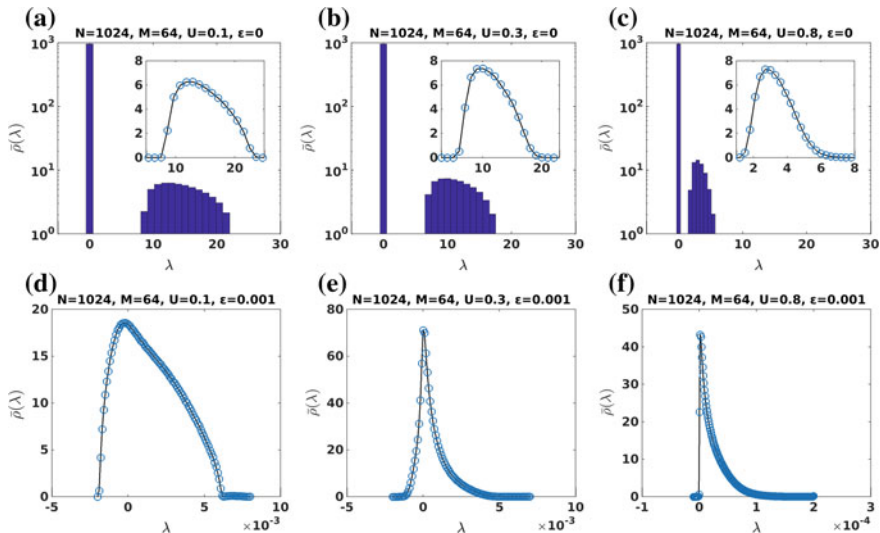 (a) (b) (c)
N=1024, M=64, U=0.1, ε=0 N=1024, M=64, U=0.3, ε=0 N=1024, M=64, U=0.8, ε=0
10³ 10³ 10³
8 8 8
6 6 6
4 4 4
10² 10² 10²
2 2 2
ρ̄(λ) ρ̄(λ) ρ̄(λ)
0 0 0
10 20 10 20 2 4 6 8
10¹ 10¹ 10¹
10⁰ 10⁰ 10⁰
0 10 20 30 0 10 20 30 0 10 20 30
λ λ λ
(d) (e) (f)
N=1024, M=64, U=0.1, ε=0.001 N=1024, M=64, U=0.3, ε=0.001 N=1024, M=64, U=0.8, ε=0.001
20 80 50
15 60 40
30
ρ̄(λ) ρ̄(λ) ρ̄(λ)
10 40
20
5 20
10
0 0 0
-5 0 5 10 -5 0 5 10 -1 0 1 2 3
λ ×10⁻³ λ ×10⁻³ λ ×10⁻⁴